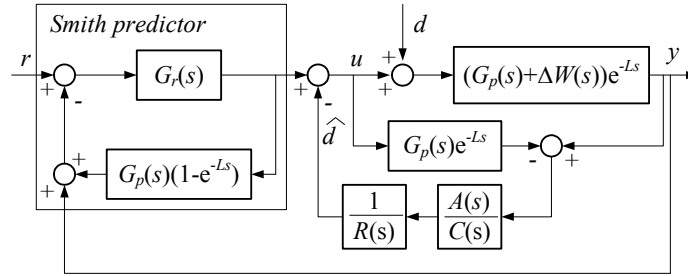 Smith predictor
d
r
G_r(s)
u
(G_p(s)+ΔW(s))e^{-Ls}
y
+
-
+
-
+
+
d̂
G_p(s)e^{-Ls}
-
+
+
+
G_p(s)(1-e^{-Ls})
1
R(s)
A(s)
C(s)